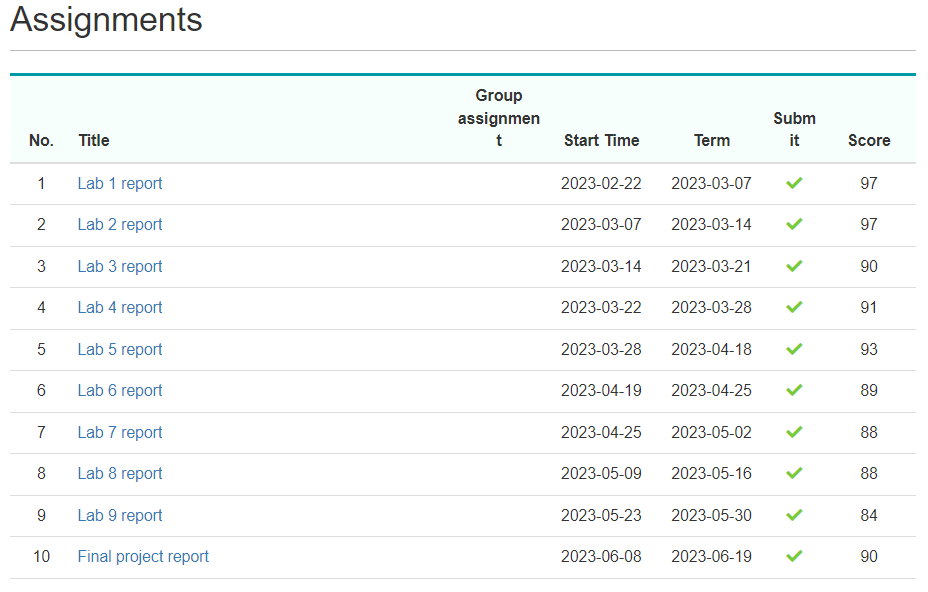 Assignments
No. Title Group assignmen t Start Time Term Subm it Score
1 Lab 1 report 2023-02-22 2023-03-07 97
2 Lab 2 report 2023-03-07 2023-03-14 97
3 Lab 3 report 2023-03-14 2023-03-21 90
4 Lab 4 report 2023-03-22 2023-03-28 91
5 Lab 5 report 2023-03-28 2023-04-18 93
6 Lab 6 report 2023-04-19 2023-04-25 89
7 Lab 7 report 2023-04-25 2023-05-02 88
8 Lab 8 report 2023-05-09 2023-05-16 88
9 Lab 9 report 2023-05-23 2023-05-30 84
10 Final project report 2023-06-08 2023-06-19 90